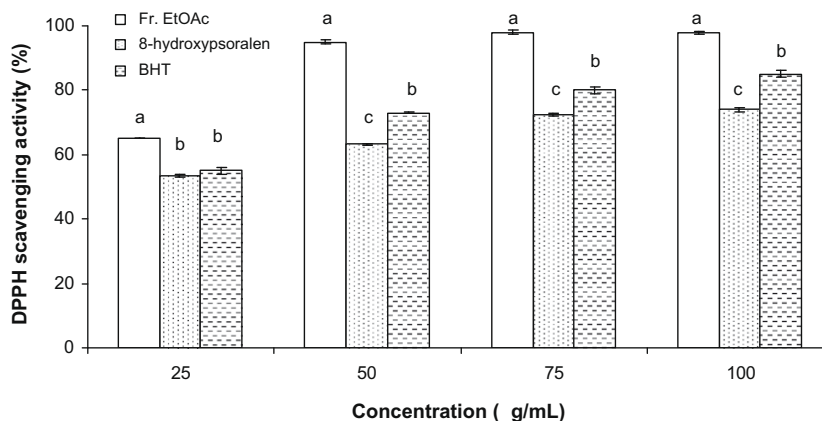 Fr. EtOAc
8-hydroxypsoralen
BHT
DPPH scavenging activity (%)
100
80
60
40
20
0
a
b
b
a
c
b
a
c
b
a
c
b
25
50
75
100
Concentration ( g/mL)